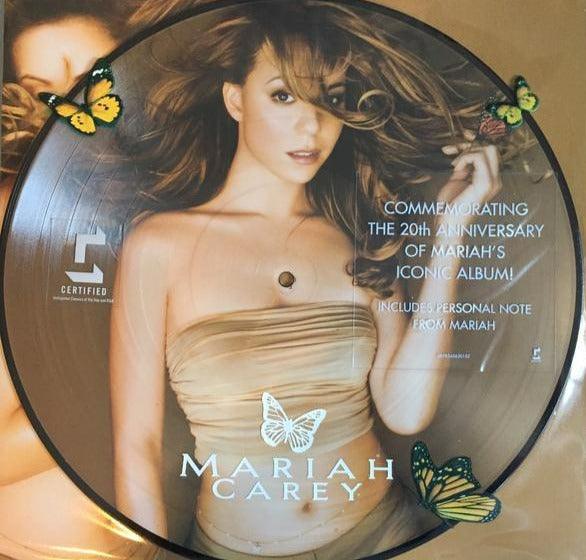 COMMEMORATING
THE 20th ANNIVERSARY
OF MARIAH'S
ICONIC ALBUM!
INCLUDES PERSONAL NOTE
FROM MARIAH
CERTIFIED
MARIAH
CAREY